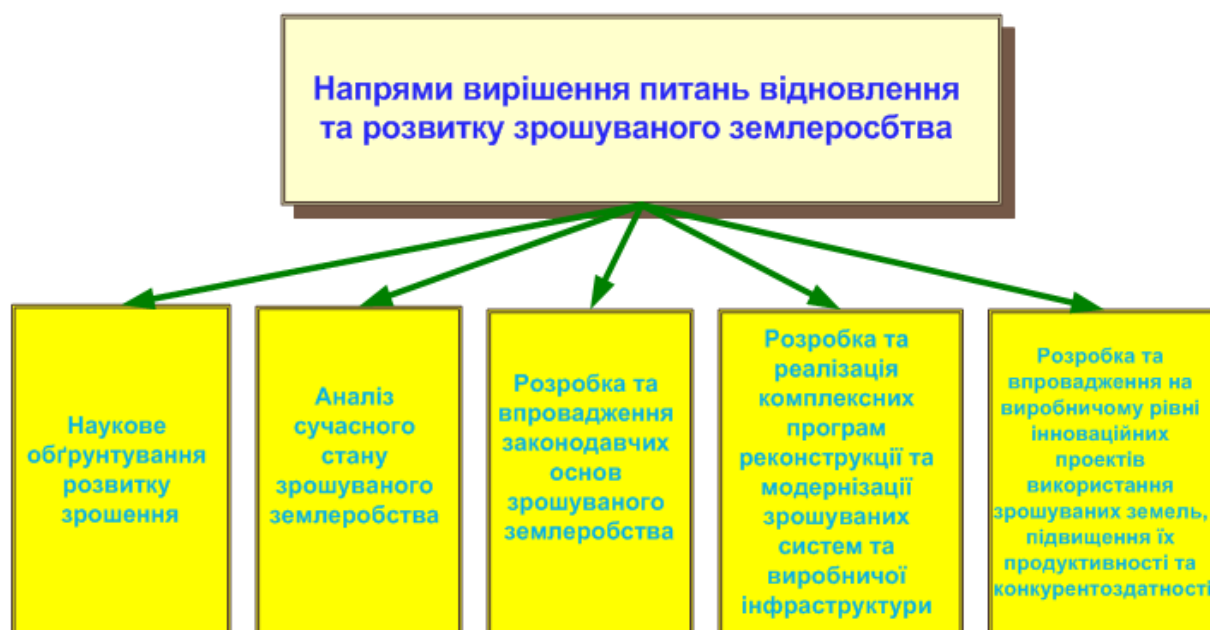 Напрями вирішення питань відновлення
та розвитку зрошуваного землеросбтва
Наукове
обґрунтування
розвитку
зрошення
Аналіз
сучасного
стану
зрошуваного
землеробства
Розробка та
впровадження
законодавчих
основ
зрошуваного
землеробства
Розробка та
реалізація
комплексних
програм
реконструкції та
модернізації
зрошуваних
систем та
виробничої
інфраструктури
Розробка та
впровадження на
виробничому рівні
інноваційних
проектів
використання
зрошуваних земель,
підвищення їх
продуктивності та
конкурентоздатності